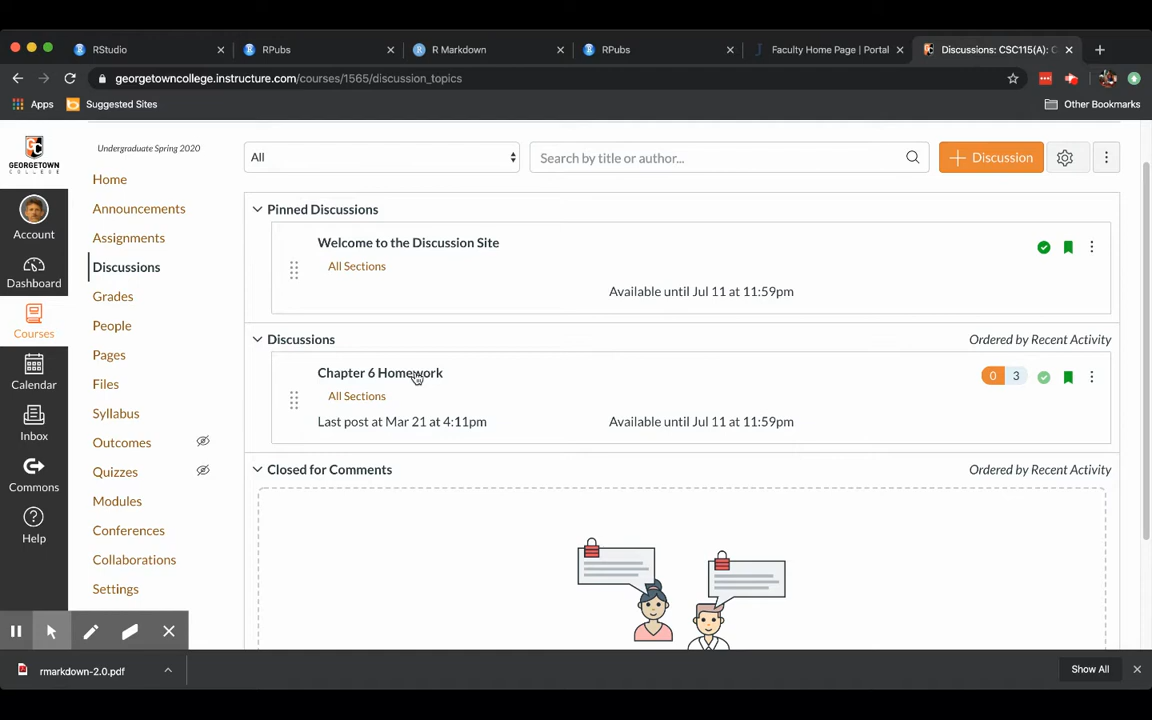 RStudio
RPubs
R Markdown
RPubs
Faculty Home Page | Portal
Discussions: CSC115(A): C
georgetowncollege.instructure.com/courses/1565/discussion_topics
Apps
Suggested Sites
Other Bookmarks
GEORGETOWN
COLLEGE
Account
Dashboard
Courses
Calendar
Inbox
Commons
Help
Undergraduate Spring 2020
Home
Announcements
Assignments
Discussions
Grades
People
Pages
Files
Syllabus
Outcomes
Quizzes
Modules
Conferences
Collaborations
Settings
All
Search by title or author...
+ Discussion
Pinned Discussions
Welcome to the Discussion Site
All Sections
Available until Jul 11 at 11:59pm
Discussions
Ordered by Recent Activity
Chapter 6 Homework
0 3
All Sections
Last post at Mar 21 at 4:11pm
Available until Jul 11 at 11:59pm
Closed for Comments
Ordered by Recent Activity
rmarkdown-2.0.pdf
Show All